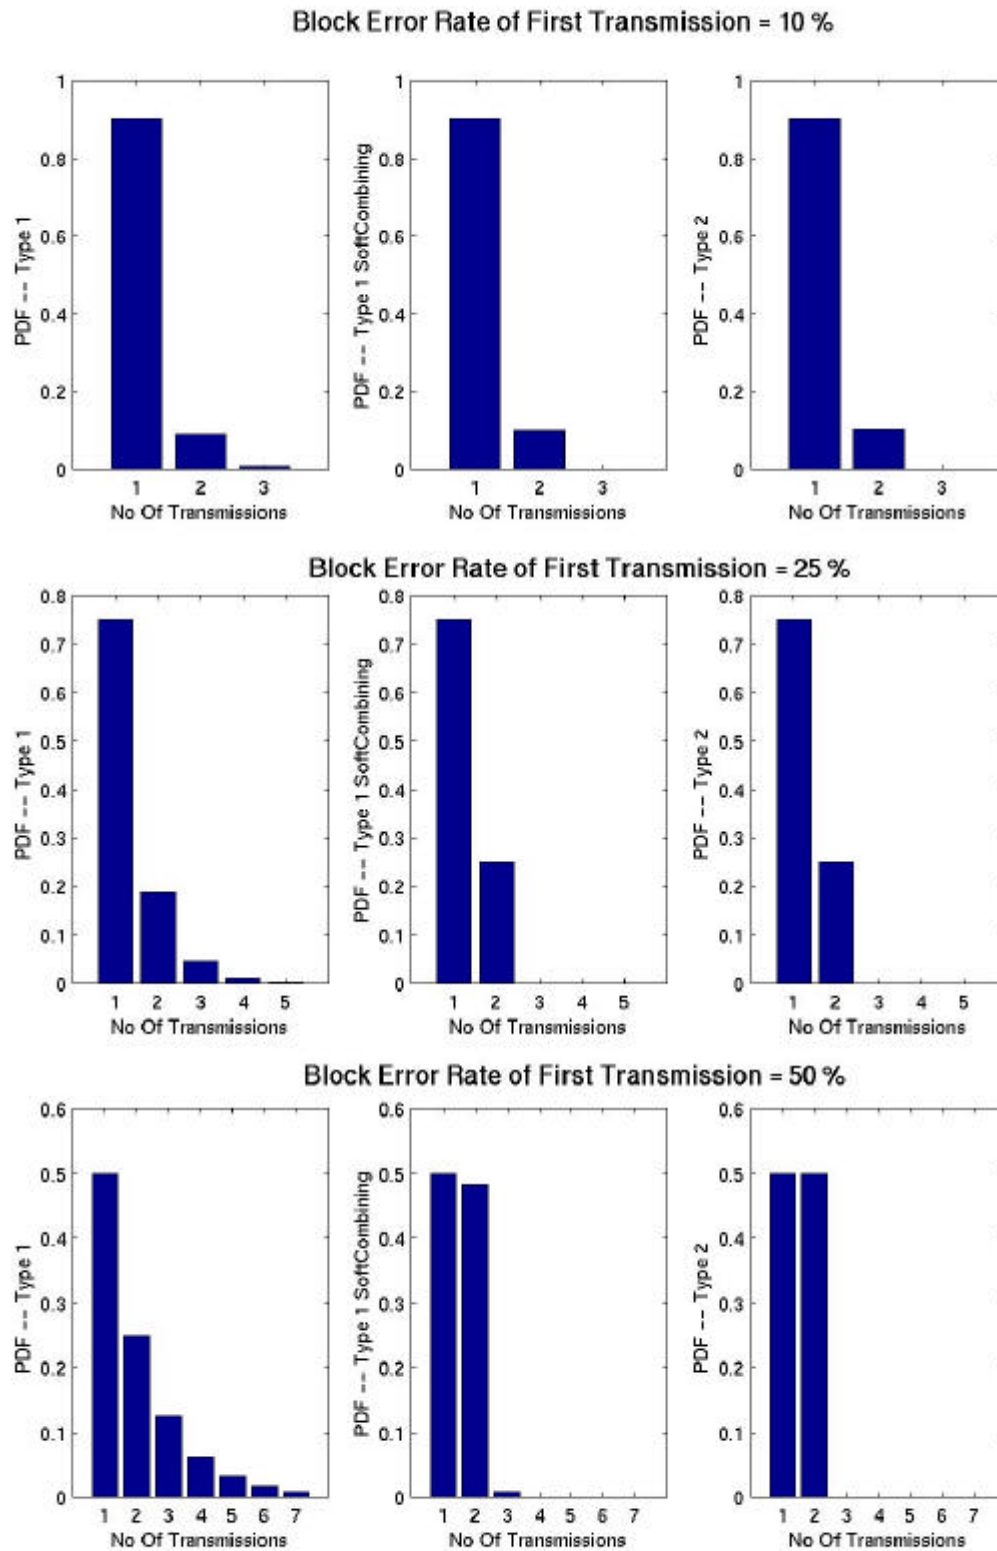 Block Error Rate of First Transmission = 10 %
PDF -- Type 1
1
0.8
0.6
0.4
0.2
0
1 2 3
No Of Transmissions
PDF -- Type 1 SoftCombining
1
0.8
0.6
0.4
0.2
0
1 2 3
No Of Transmissions
PDF -- Type 2
1
0.8
0.6
0.4
0.2
0
1 2 3
No Of Transmissions
Block Error Rate of First Transmission = 25 %
PDF -- Type 1
0.8
0.7
0.6
0.5
0.4
0.3
0.2
0.1
0
1 2 3 4 5
No Of Transmissions
PDF -- Type 1 SoftCombining
0.8
0.7
0.6
0.5
0.4
0.3
0.2
0.1
0
1 2 3 4 5
No Of Transmissions
PDF -- Type 2
0.8
0.7
0.6
0.5
0.4
0.3
0.2
0.1
0
1 2 3 4 5
No Of Transmissions
Block Error Rate of First Transmission = 50 %
PDF -- Type 1
0.6
0.5
0.4
0.3
0.2
0.1
0
1 2 3 4 5 6 7
No Of Transmissions
PDF -- Type 1 SoftCombining
0.6
0.5
0.4
0.3
0.2
0.1
0
1 2 3 4 5 6 7
No Of Transmissions
PDF -- Type 2
0.6
0.5
0.4
0.3
0.2
0.1
0
1 2 3 4 5 6 7
No Of Transmissions